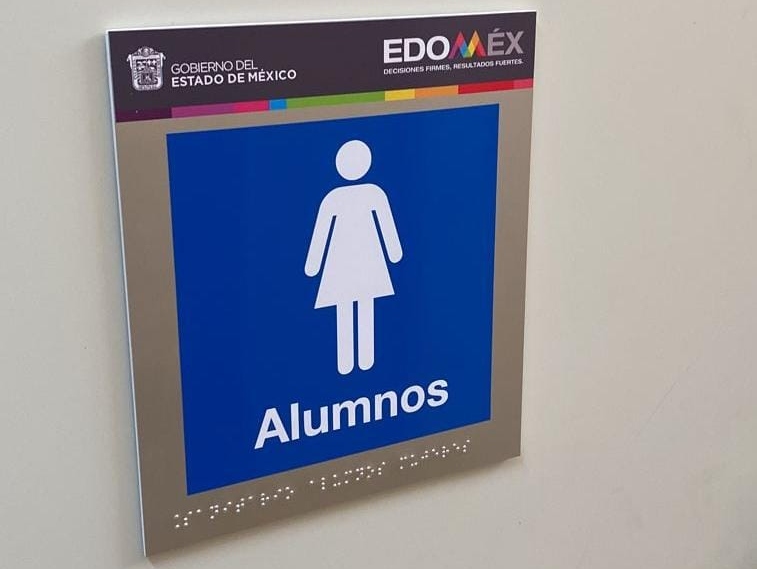 GOBIERNO DEL
ESTADO DE MÉXICO
EDOMÉX
DECISIONES FIRMES, RESULTADOS FUERTES.
Alumnos